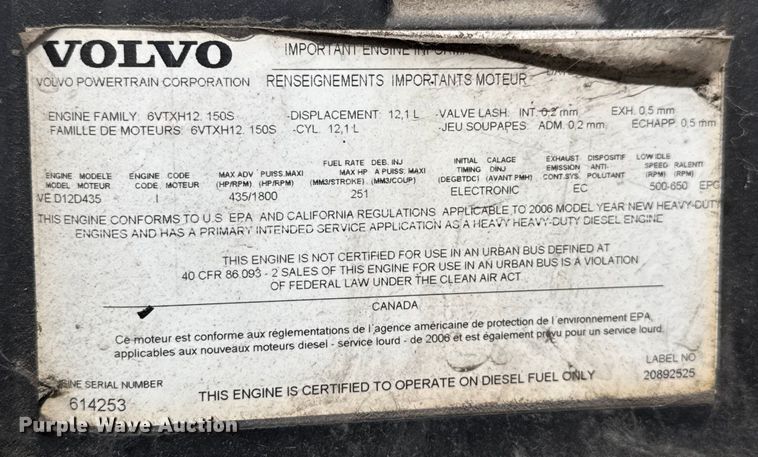 VOLVO
IMPORTANT ENGINE
VOLVO POWERTRAIN CORPORATION
RENSEIGNEMENTS IMPORTANTS MOTEUR
ENGINE FAMILY: 6VTXH12.150S -DISPLACEMENT: 12,1 L -VALVE LASH: INT. 0,2 mm EXH. 0,5 mm
FAMILLE DE MOTEURS: 6VTXH12.150S -CYL. 12,1 L -JEU SOUPAPES: ADM. 0,2 mm ECHAPP. 0,5 mm
ENGINE MODELE ENGINE CODE MAX ADV PUISS.MAXI FUEL RATE DEB. INJ INITIAL CALAGE EXHAUST DISPOSITIF LOW IDLE
MODEL MOTEUR CODE MOTEUR (HP/RPM) (HP/RPM) MAX HP A PUISS. MAXI TIMING DINJ EMISSION ANTI- SPEED RALENTI
(MM3/STROKE) (MM3/COUP) (DEGBTDC) (AVANT PMH) CONT.SYS. POLLUTANT (RPM) (RPM)
VE D12D435 I 435/1800 251 ELECTRONIC EC 500-650 EPG
THIS ENGINE CONFORMS TO U.S EPA AND CALIFORNIA REGULATIONS APPLICABLE TO 2006 MODEL YEAR NEW HEAVY-DUTY
ENGINES AND HAS A PRIMARY INTENDED SERVICE APPLICATION AS A HEAVY HEAVY-DUTY DIESEL ENGINE
THIS ENGINE IS NOT CERTIFIED FOR USE IN AN URBAN BUS DEFINED AT
40 CFR 86.093 - 2 SALES OF THIS ENGINE FOR USE IN AN URBAN BUS IS A VIOLATION
OF FEDERAL LAW UNDER THE CLEAN AIR ACT
CANADA
Ce moteur est conforme aux réglementations de l'agence américaine de protection de l'environnement EPA,
applicables aux nouveaux moteurs diesel - service lourd - de 2006 et est également prévu pour un service lourd.
INE SERIAL NUMBER
614253
THIS ENGINE IS CERTIFIED TO OPERATE ON DIESEL FUEL ONLY
LABEL NO
20892525
Purple Wave Auction